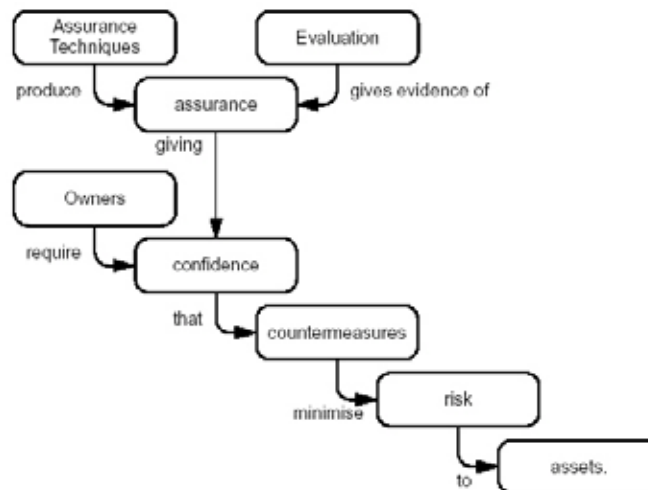 Assurance
Techniques
Evaluation
produce
gives evidence of
assurance
giving
Owners
require
confidence
that
countermeasures
minimise
risk
to
assets.